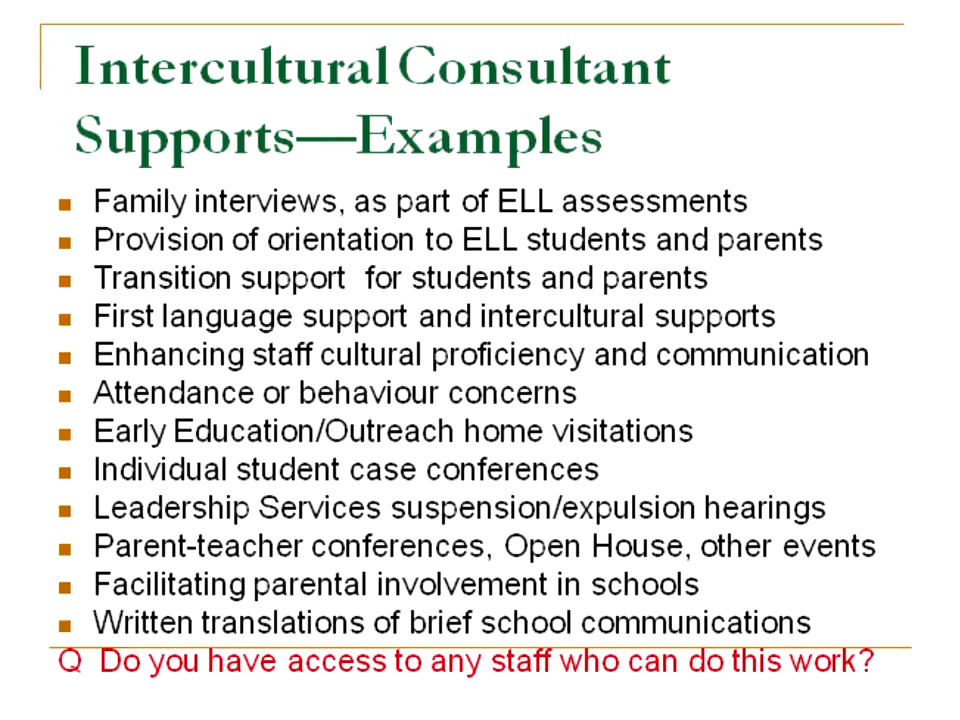 Intercultural Consultant
Supports—Examples
Family interviews, as part of ELL assessments
Provision of orientation to ELL students and parents
Transition support for students and parents
First language support and intercultural supports
Enhancing staff cultural proficiency and communication
Attendance or behaviour concerns
Early Education/Outreach home visitations
Individual student case conferences
Leadership Services suspension/expulsion hearings
Parent-teacher conferences, Open House, other events
Facilitating parental involvement in schools
Written translations of brief school communications
Q Do you have access to any staff who can do this work?